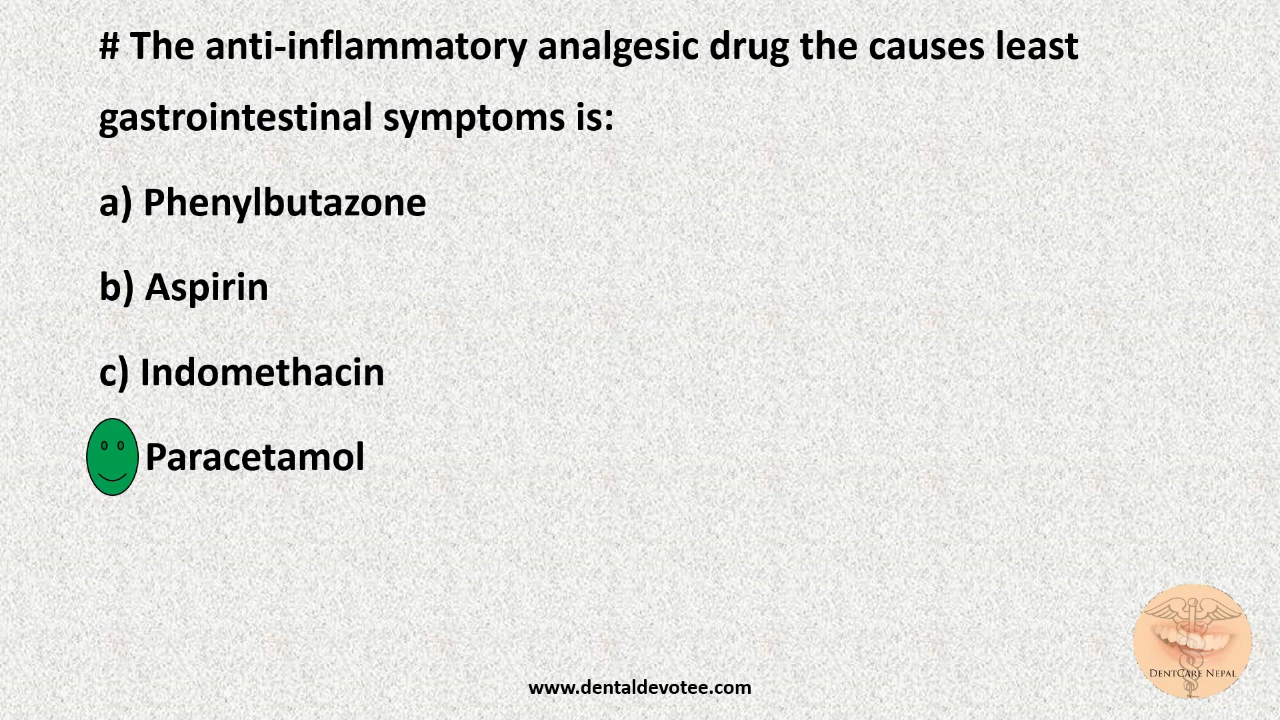 # The anti-inflammatory analgesic drug the causes least
gastrointestinal symptoms is:
a) Phenylbutazone
b) Aspirin
c) Indomethacin
Paracetamol
DentCare Nepal
www.dentaldevotee.com